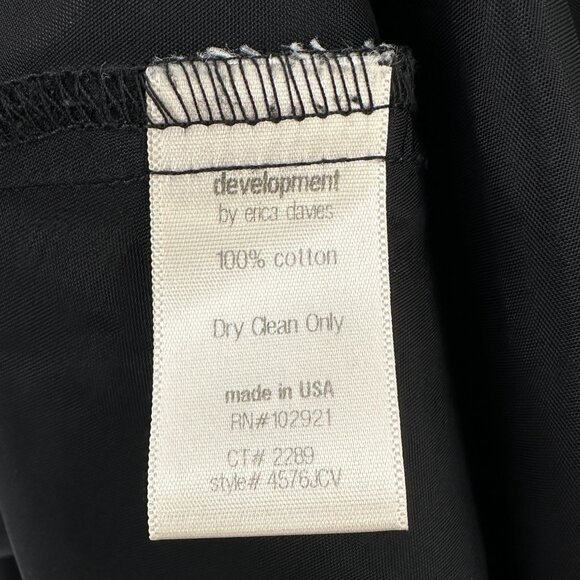 development
by erica davies
100% cotton
Dry Clean Only
made in USA
RN#102921
CT# 2289
style# 4576JCV